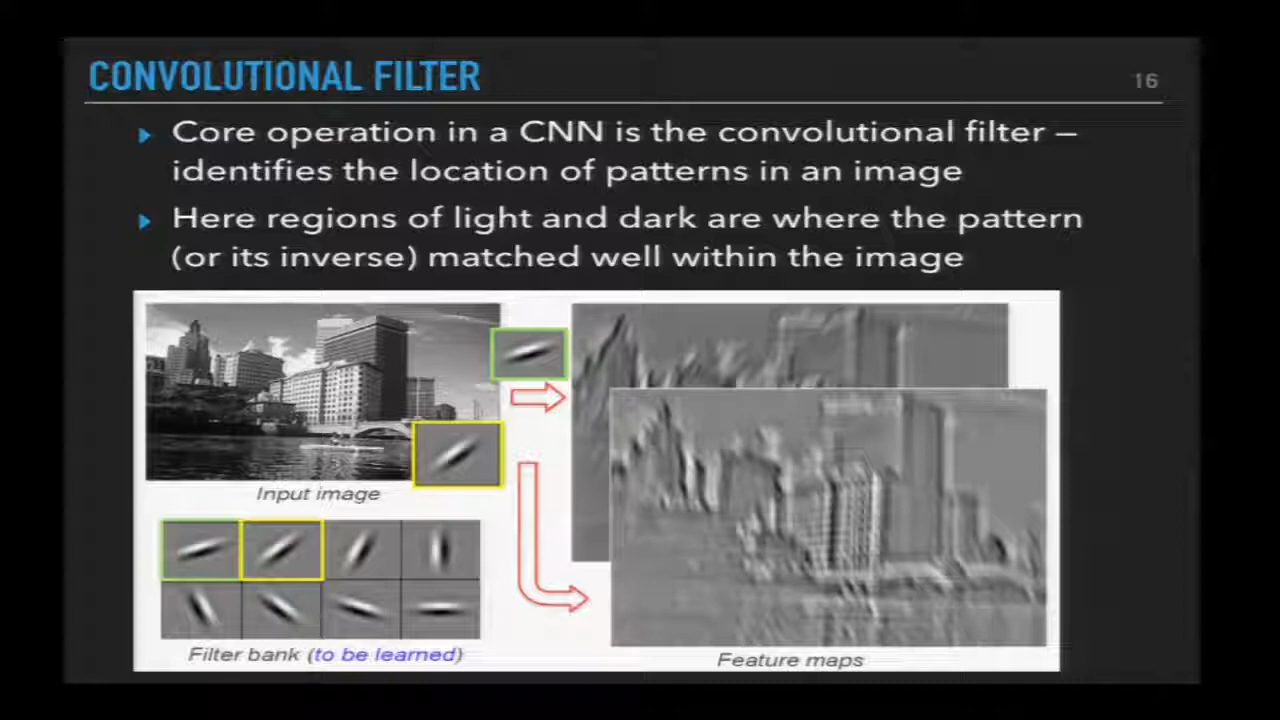 CONVOLUTIONAL FILTER
16
Core operation in a CNN is the convolutional filter –
identifies the location of patterns in an image
Here regions of light and dark are where the pattern
(or its inverse) matched well within the image
Input image
Filter bank (to be learned)
Feature maps